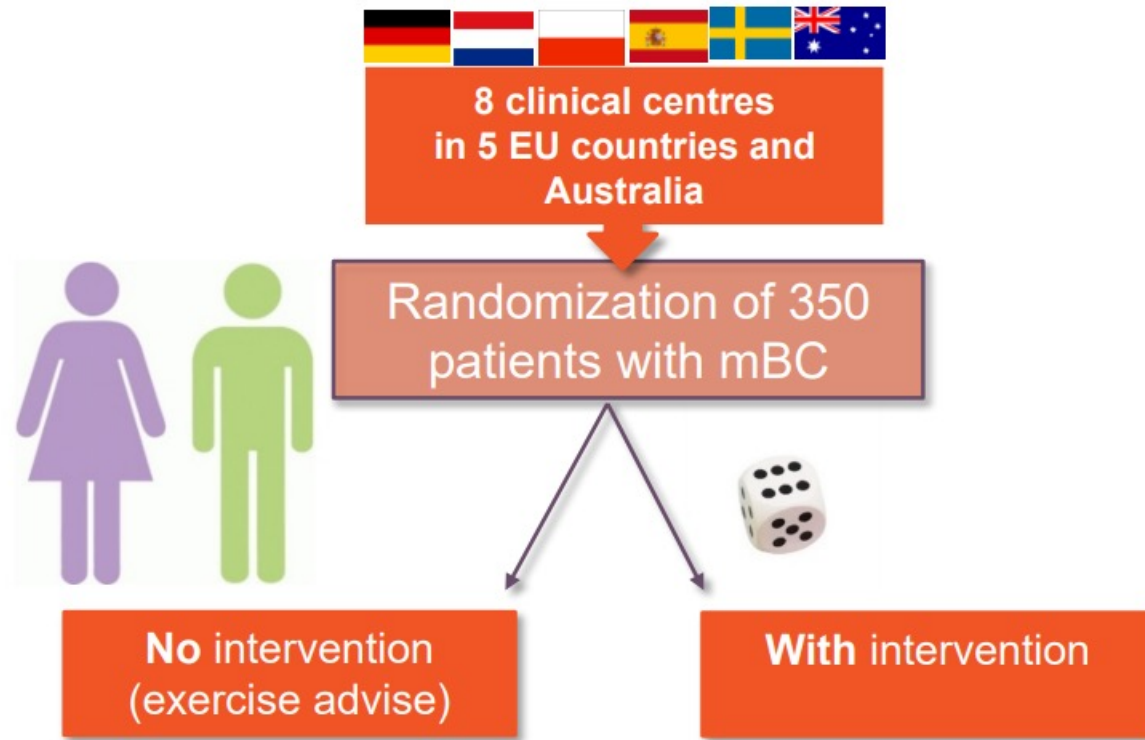 8 clinical centres
in 5 EU countries and
Australia
Randomization of 350
patients with mBC
No intervention
(exercise advise)
With intervention